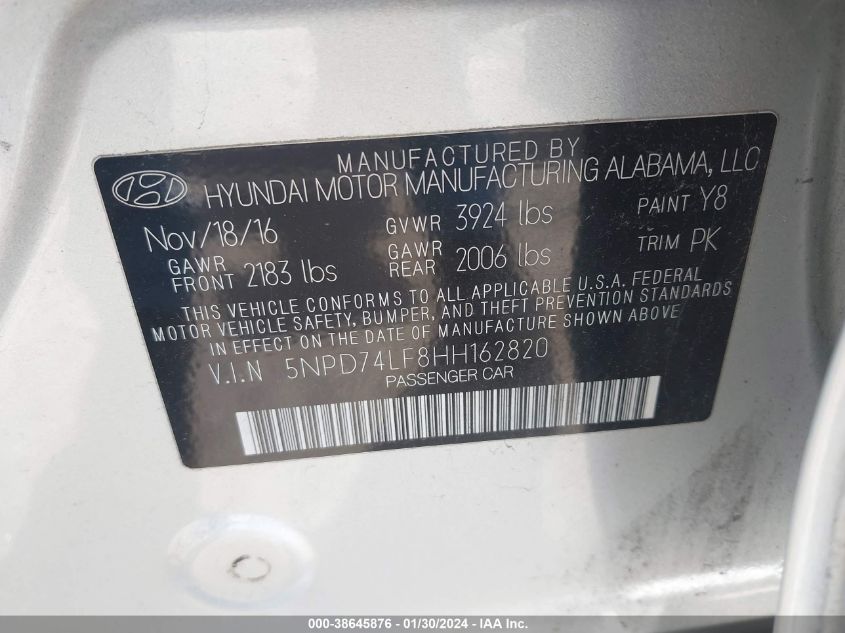 MANUFACTURED BY
HYUNDAI MOTOR MANUFACTURING ALABAMA, LLC
Nov/18/16 GVWR 3924 lbs PAINT Y8
GAWR FRONT 2183 lbs GAWR REAR 2006 lbs TRIM PK
THIS VEHICLE CONFORMS TO ALL APPLICABLE U.S.A. FEDERAL
MOTOR VEHICLE SAFETY, BUMPER, AND THEFT PREVENTION STANDARDS
IN EFFECT ON THE DATE OF MANUFACTURE SHOWN ABOVE
V.I.N 5NPD74LF8HH162820
PASSENGER CAR
000-38645876 - 01/30/2024 - IAA Inc.